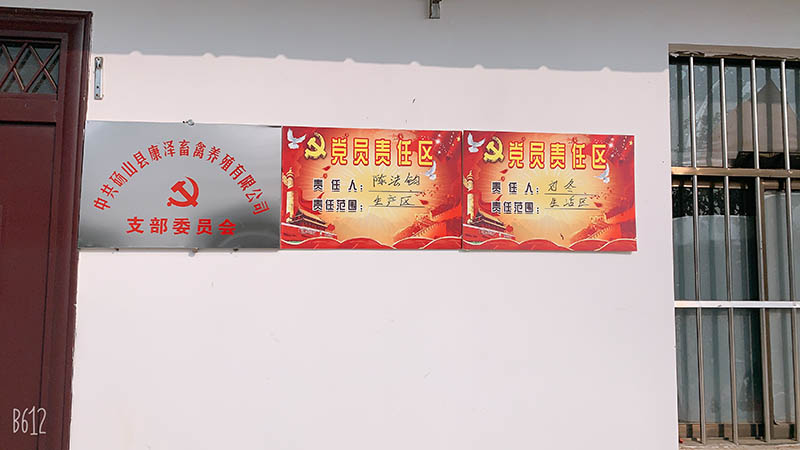 中共砀山县康泽畜禽养殖有限公司
支部委员会
党员责任区
责任人：陈法钧
责任范围：生产区
党员责任区
责任人：刘冬
责任范围：生活区
B612